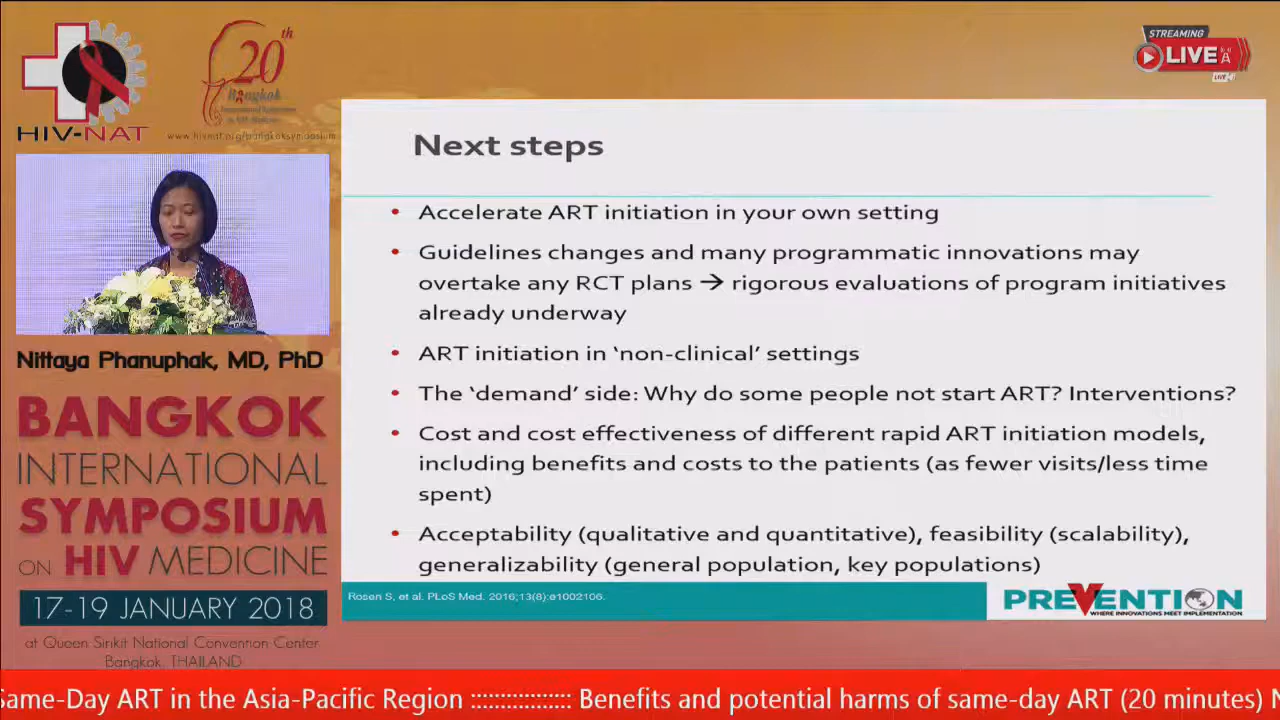 HIV-NAT
20th
Bangkok
www.hivnat.org/bangkoksymposium
STREAMING
LIVE
LIVE
Next steps
• Accelerate ART initiation in your own setting
• Guidelines changes and many programmatic innovations may
overtake any RCT plans → rigorous evaluations of program initiatives
already underway
• ART initiation in ‘non-clinical’ settings
• The ‘demand’ side: Why do some people not start ART? Interventions?
• Cost and cost effectiveness of different rapid ART initiation models,
including benefits and costs to the patients (as fewer visits/less time
spent)
• Acceptability (qualitative and quantitative), feasibility (scalability),
generalizability (general population, key populations)
Rosen S, et al. PLoS Med. 2016;13(8):e1002106.
PREVENTION
WHERE INNOVATIONS MEET IMPLEMENTATION
Nittaya Phanuphak, MD, PhD
BANGKOK
INTERNATIONAL
SYMPOSIUM
ON HIV MEDICINE
17-19 JANUARY 2018
at Queen Sirikit National Convention Center
Bangkok, THAILAND
Same-Day ART in the Asia-Pacific Region ::::::::::::::::: Benefits and potential harms of same-day ART (20 minutes) N